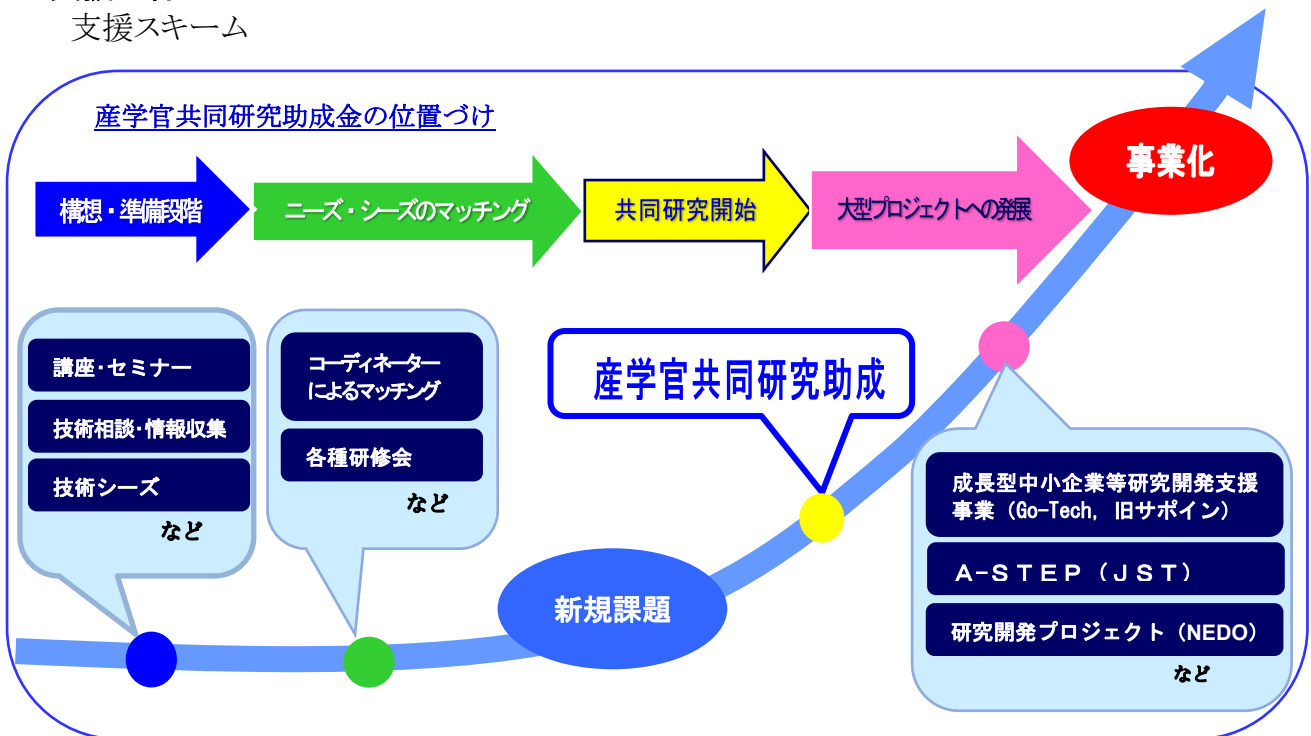 支援スキーム
産学官共同研究助成金の位置づけ
構想・準備段階
ニーズ・シーズのマッチング
共同研究開始
大型プロジェクトへの発展
事業化
講座・セミナー
技術相談・情報収集
技術シーズ
など
コーディネーター
によるマッチング
各種研修会
など
産学官共同研究助成
新規課題
成長型中小企業等研究開発支援
事業（Go-Tech, 旧サポイン）
Ａ－ＳＴＥＰ（ＪＳＴ）
研究開発プロジェクト（NEDO）
など